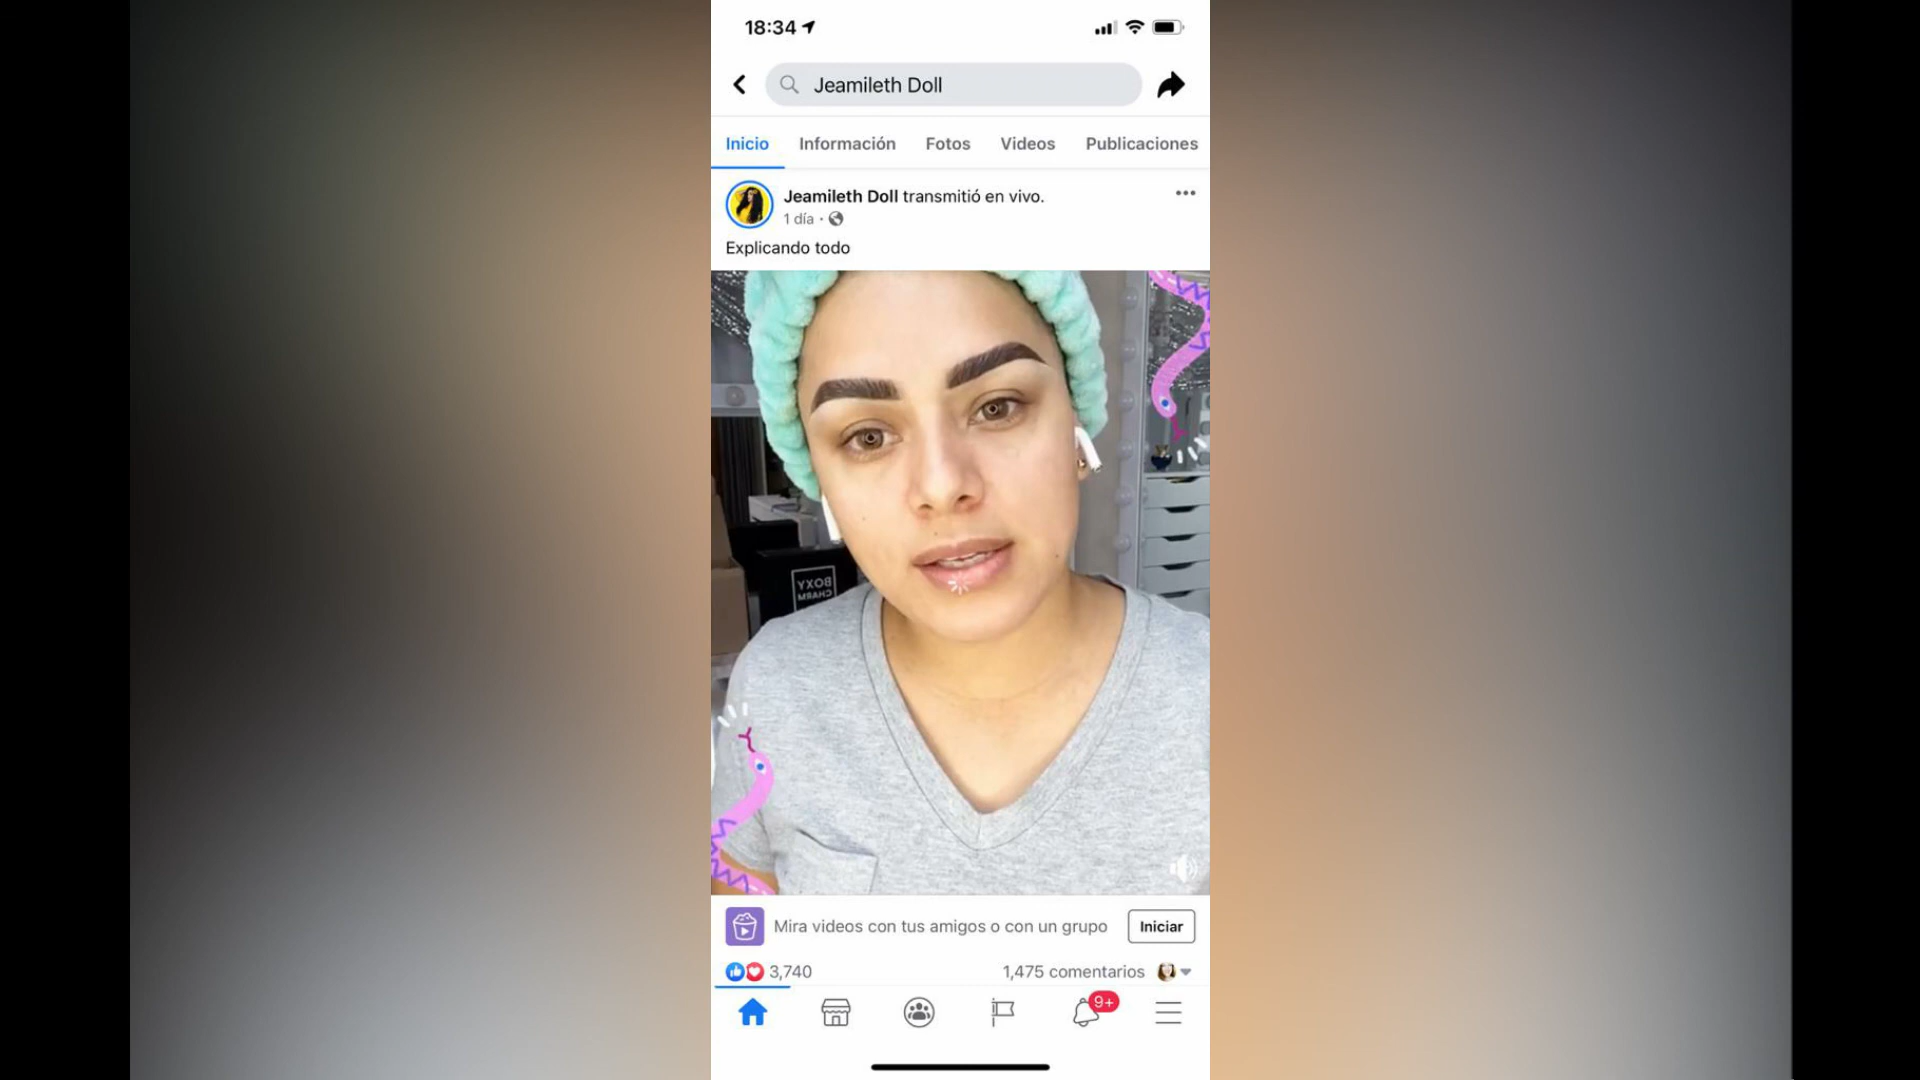 18:34
Jeamileth Doll
Inicio Información Fotos Videos Publicaciones
Jeamileth Doll transmitió en vivo.
1 día ·
Explicando todo
BOXY
CHARM
Mira videos con tus amigos o con un grupo Iniciar
3,740 1,475 comentarios
9+